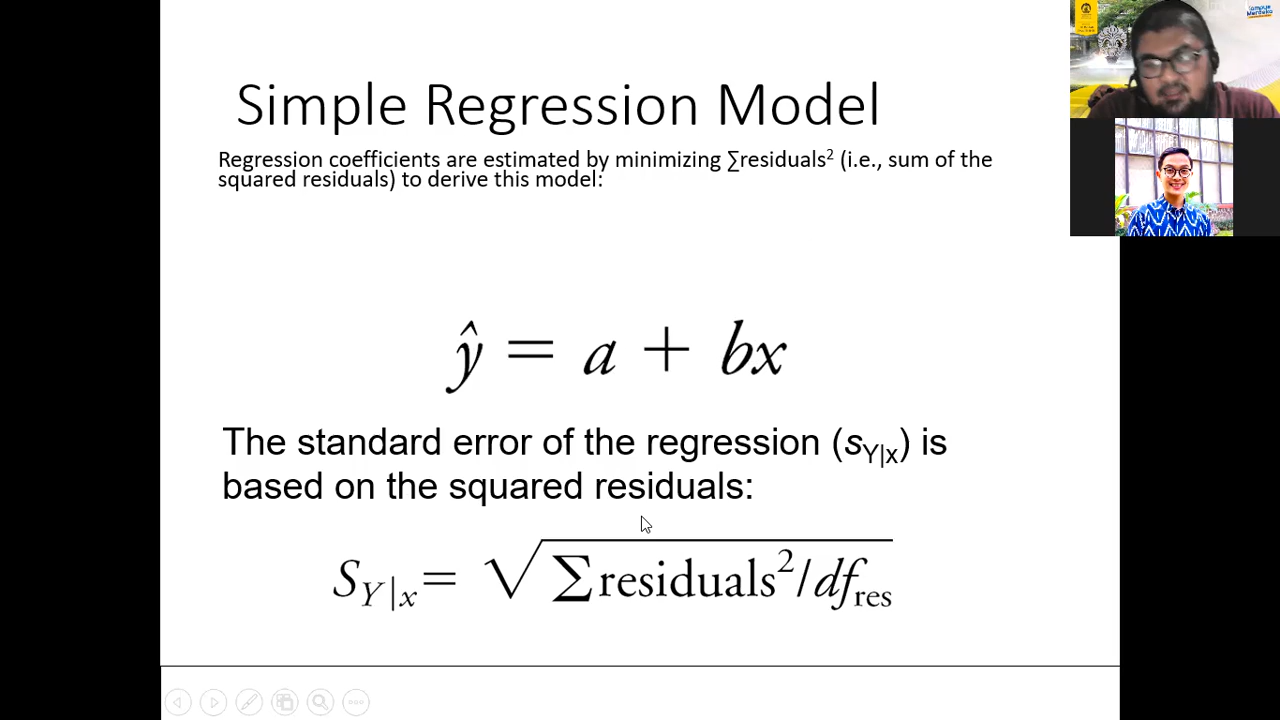 Simple Regression Model
Regression coefficients are estimated by minimizing ∑residuals² (i.e., sum of the
squared residuals) to derive this model:
ŷ = a + bx
The standard error of the regression (sY|x) is
based on the squared residuals:
SY|x = √∑residuals²/dfres